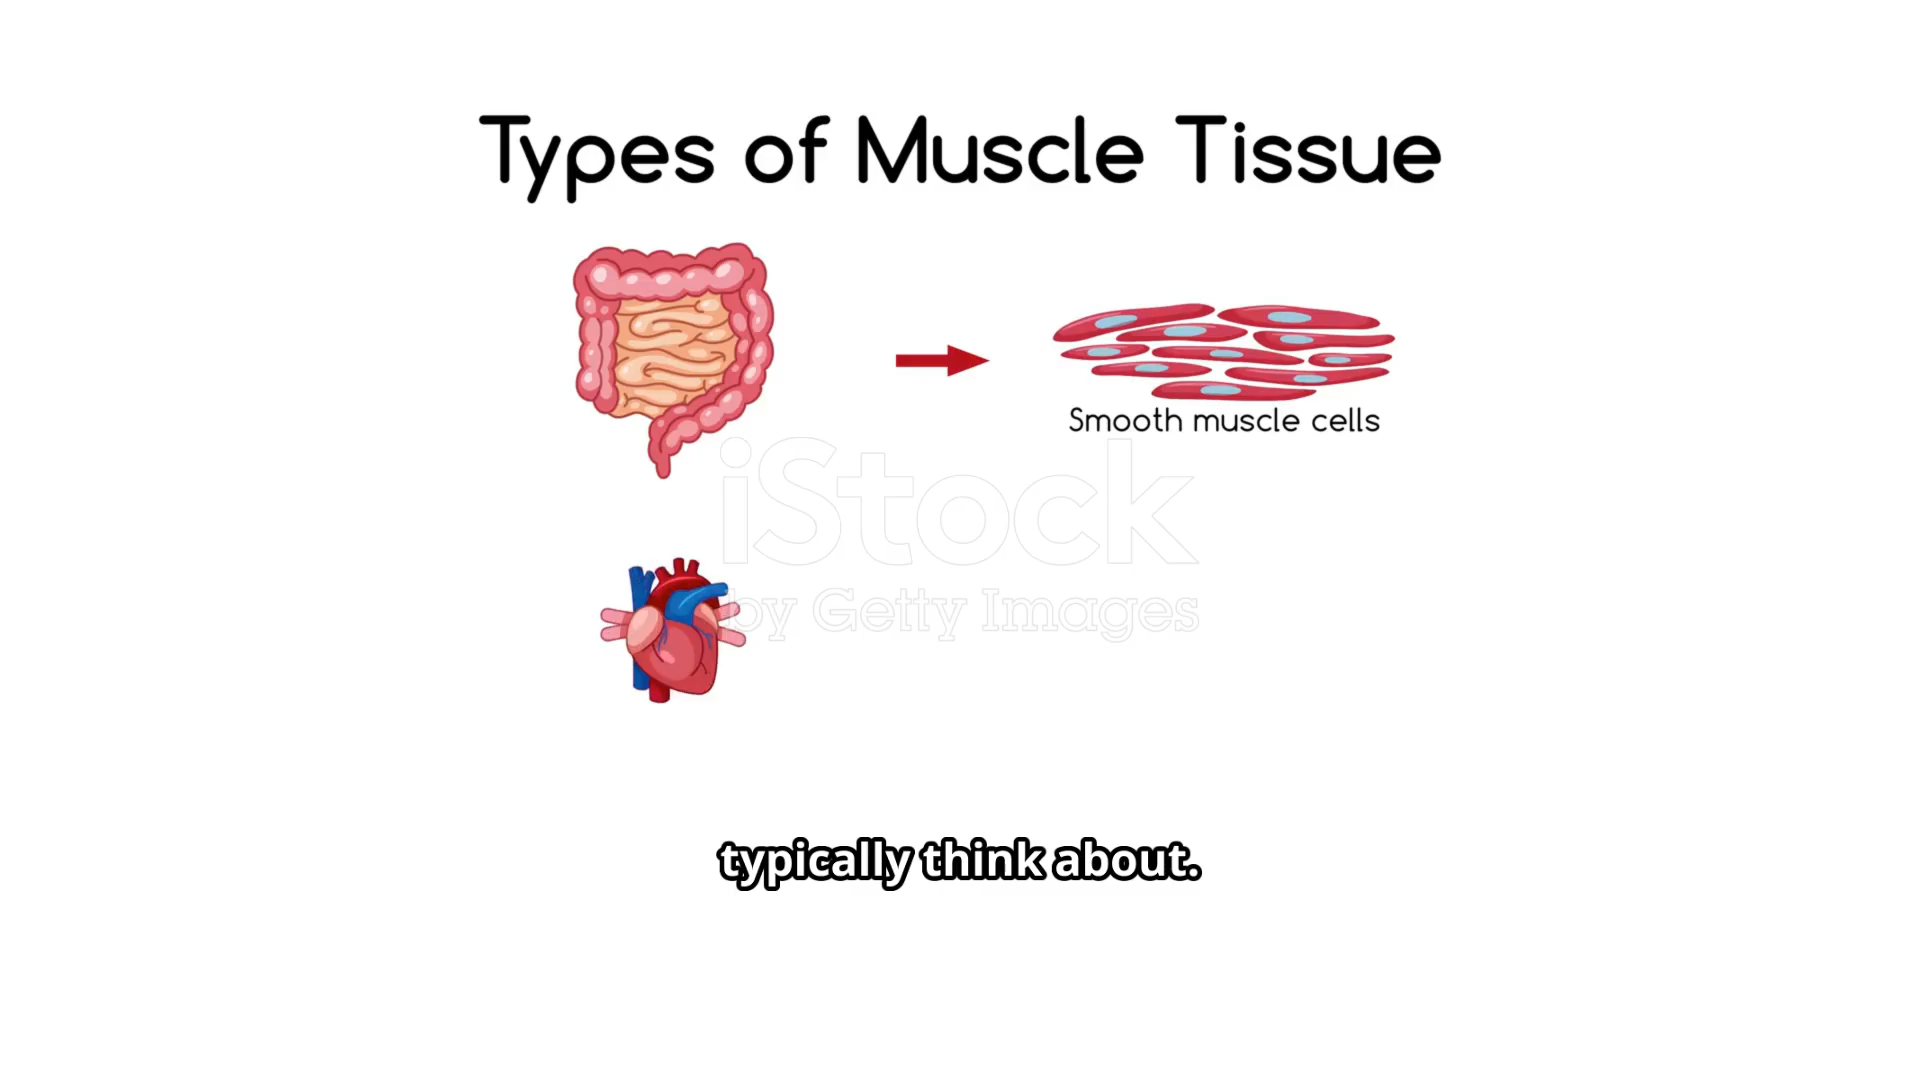 Types of Muscle Tissue
Smooth muscle cells
iStock
by Getty Images
typically think about.